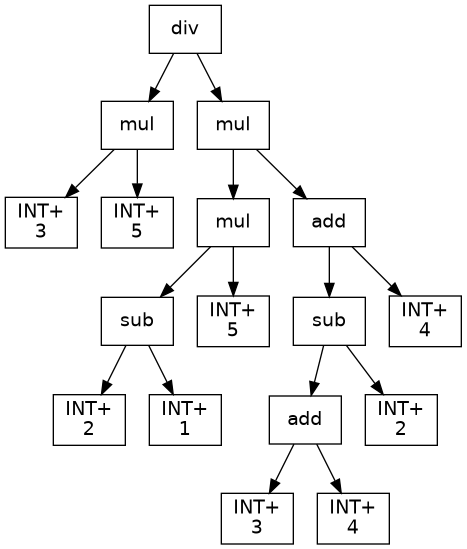 div
mul
mul
INT+
3
INT+
5
mul
add
sub
INT+
5
sub
INT+
4
INT+
2
INT+
1
add
INT+
2
INT+
3
INT+
4